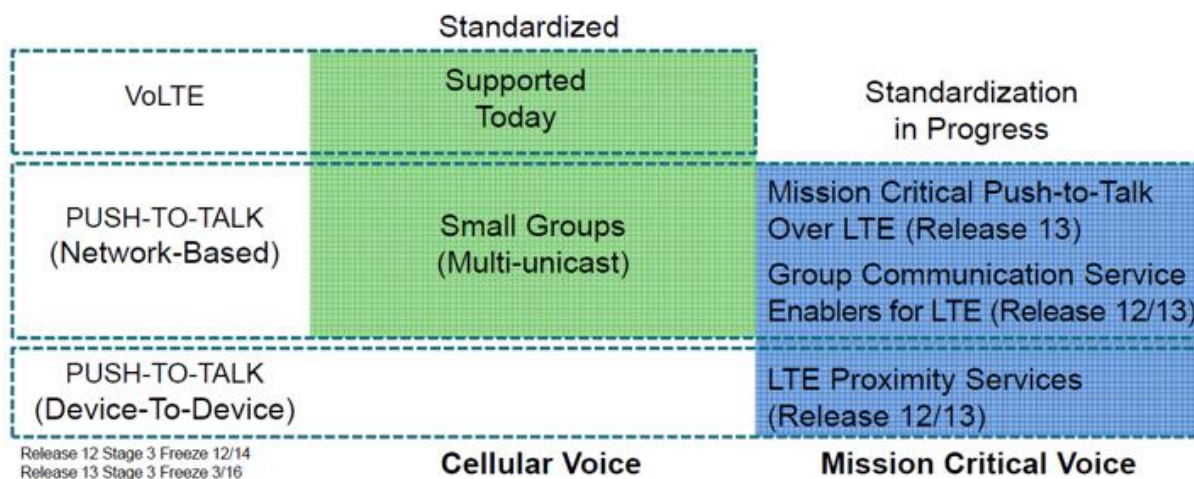 Standardized
VoLTE
Supported
Today
Standardization
in Progress
PUSH-TO-TALK
(Network-Based)
Small Groups
(Multi-unicast)
Mission Critical Push-to-Talk
Over LTE (Release 13)
Group Communication Service
Enablers for LTE (Release 12/13)
PUSH-TO-TALK
(Device-To-Device)
LTE Proximity Services
(Release 12/13)
Release 12 Stage 3 Freeze 12/14
Release 13 Stage 3 Freeze 3/16
Cellular Voice
Mission Critical Voice